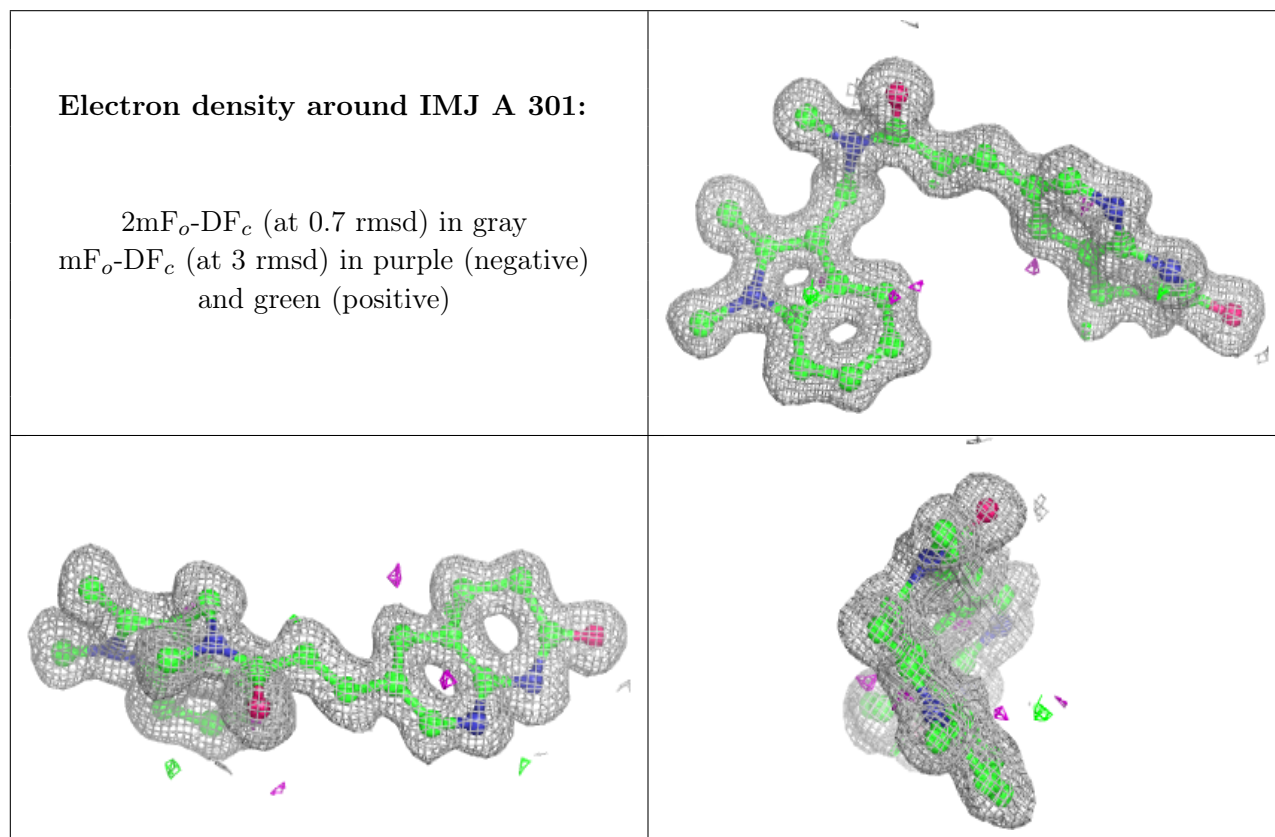 Electron density around IMJ A 301:
2mFₒ-DF𝒸 (at 0.7 rmsd) in gray
mFₒ-DF𝒸 (at 3 rmsd) in purple (negative)
and green (positive)